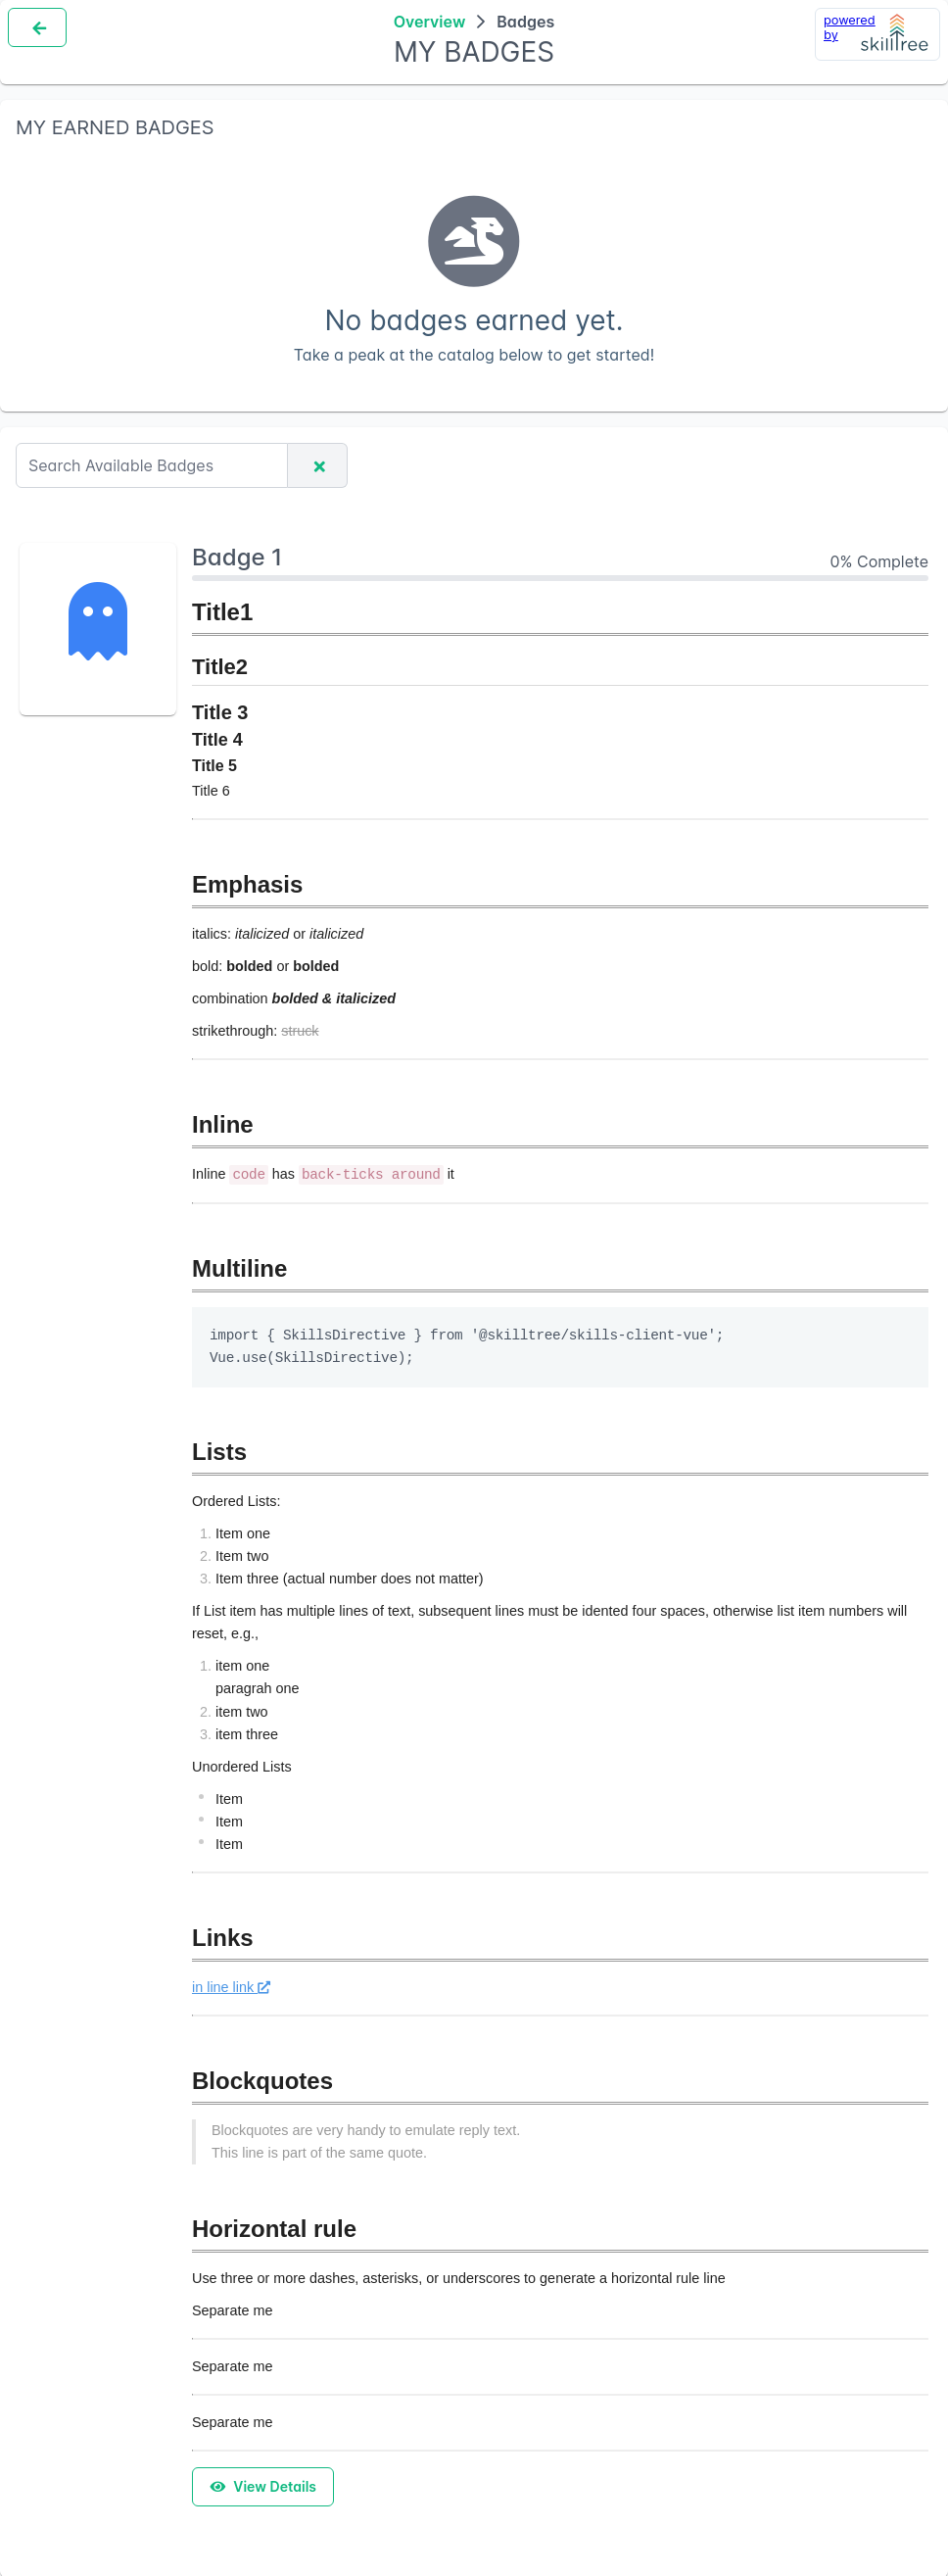 Overview Badges
MY BADGES
powered
by
skilltree
MY EARNED BADGES
No badges earned yet.
Take a peak at the catalog below to get started!
Search Available Badges
Badge 1
0% Complete
Title1
Title2
Title 3
Title 4
Title 5
Title 6
Emphasis
italics: italicized or italicized
bold: bolded or bolded
combination bolded & italicized
strikethrough: struck
Inline
Inline code has back-ticks around it
Multiline
import { SkillsDirective } from '@skilltree/skills-client-vue';
Vue.use(SkillsDirective);
Lists
Ordered Lists:
1. Item one
2. Item two
3. Item three (actual number does not matter)
If List item has multiple lines of text, subsequent lines must be idented four spaces, otherwise list item numbers will
reset, e.g.,
1. item one
paragrah one
2. item two
3. item three
Unordered Lists
• Item
• Item
• Item
Links
in line link
Blockquotes
Blockquotes are very handy to emulate reply text.
This line is part of the same quote.
Horizontal rule
Use three or more dashes, asterisks, or underscores to generate a horizontal rule line
Separate me
Separate me
Separate me
View Details